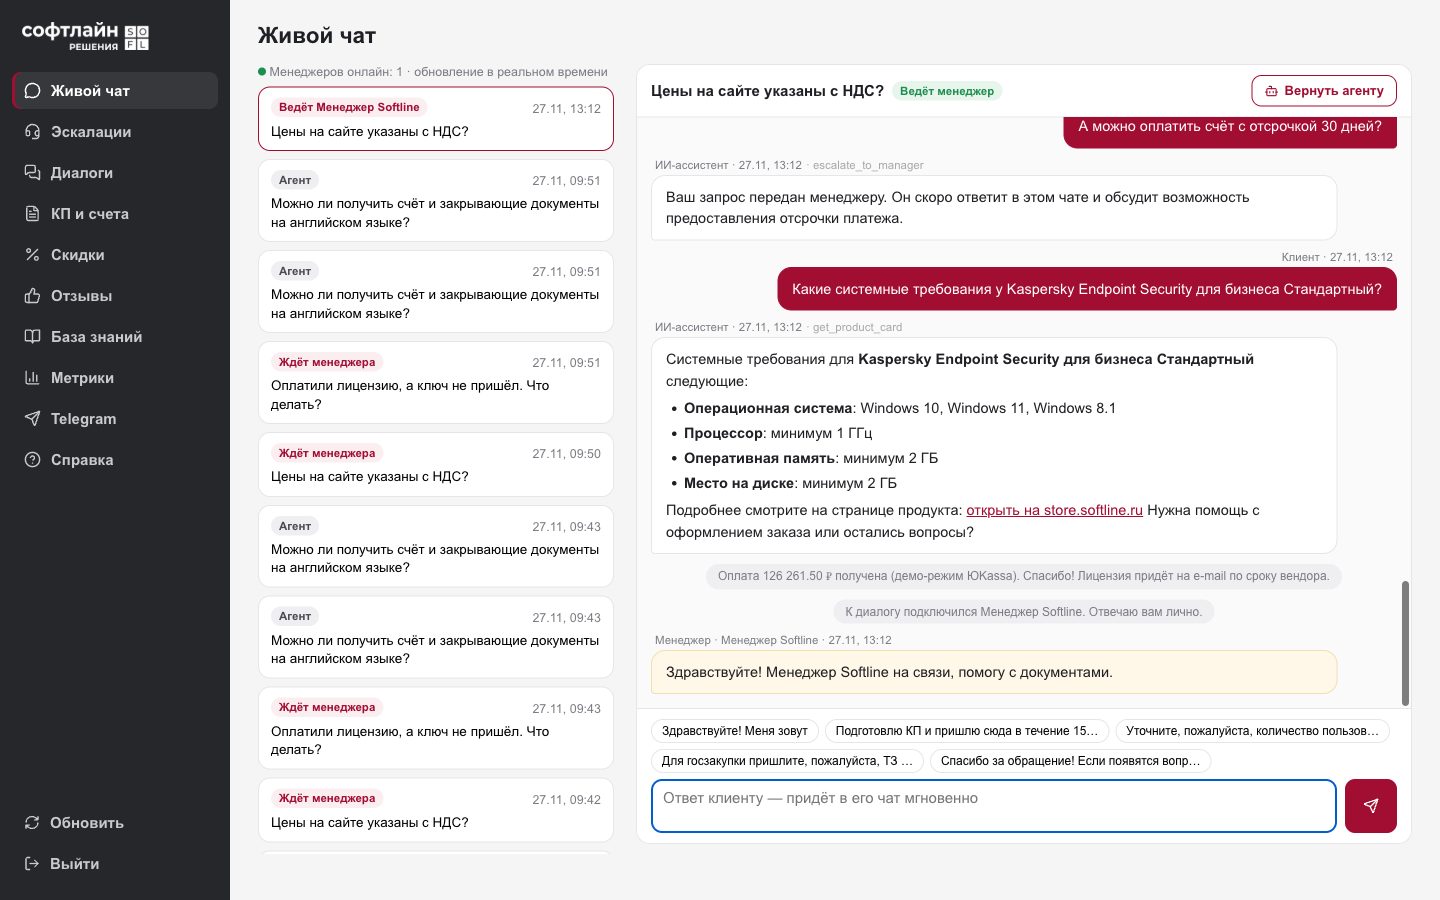 софтлайн
РЕШЕНИЯ
SO
FL
Живой чат
Эскалации
Диалоги
КП и счета
Скидки
Отзывы
База знаний
Метрики
Telegram
Справка
Обновить
Выйти
Живой чат
Менеджеров онлайн: 1 · обновление в реальном времени
Ведёт Менеджер Softline 27.11, 13:12
Цены на сайте указаны с НДС?
Агент 27.11, 09:51
Можно ли получить счёт и закрывающие документы
на английском языке?
Агент 27.11, 09:51
Можно ли получить счёт и закрывающие документы
на английском языке?
Ждёт менеджера 27.11, 09:51
Оплатили лицензию, а ключ не пришёл. Что
делать?
Ждёт менеджера 27.11, 09:50
Цены на сайте указаны с НДС?
Агент 27.11, 09:43
Можно ли получить счёт и закрывающие документы
на английском языке?
Агент 27.11, 09:43
Можно ли получить счёт и закрывающие документы
на английском языке?
Ждёт менеджера 27.11, 09:43
Оплатили лицензию, а ключ не пришёл. Что
делать?
Ждёт менеджера 27.11, 09:42
Цены на сайте указаны с НДС?
Цены на сайте указаны с НДС? Ведёт менеджер Вернуть агенту
А можно оплатить счёт с отсрочкой 30 дней?
ИИ-ассистент · 27.11, 13:12 · escalate_to_manager
Ваш запрос передан менеджеру. Он скоро ответит в этом чате и обсудит возможность
предоставления отсрочки платежа.
Клиент · 27.11, 13:12
Какие системные требования у Kaspersky Endpoint Security для бизнеса Стандартный?
ИИ-ассистент · 27.11, 13:12 · get_product_card
Системные требования для Kaspersky Endpoint Security для бизнеса Стандартный
следующие:
• Операционная система: Windows 10, Windows 11, Windows 8.1
• Процессор: минимум 1 ГГц
• Оперативная память: минимум 2 ГБ
• Место на диске: минимум 2 ГБ
Подробнее смотрите на странице продукта: открыть на store.softline.ru Нужна помощь с
оформлением заказа или остались вопросы?
Оплата 126 261.50 ₽ получена (демо-режим ЮKassa). Спасибо! Лицензия придёт на e-mail по сроку вендора.
К диалогу подключился Менеджер Softline. Отвечаю вам лично.
Менеджер · Менеджер Softline · 27.11, 13:12
Здравствуйте! Менеджер Softline на связи, помогу с документами.
Здравствуйте! Меня зовут Подготовлю КП и пришлю сюда в течение 15… Уточните, пожалуйста, количество пользов…
Для госзакупки пришлите, пожалуйста, ТЗ … Спасибо за обращение! Если появятся вопр…
Ответ клиенту — придёт в его чат мгновенно